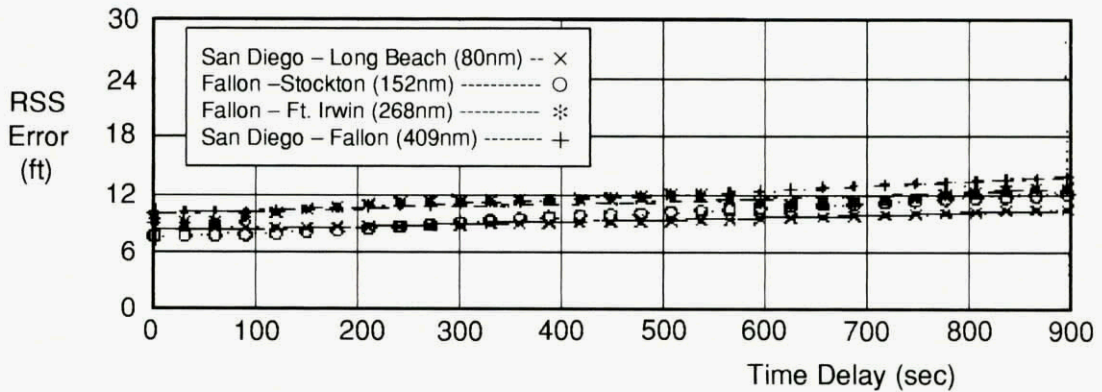 30
24
18
12
6
0
RSS
Error
(ft)
San Diego – Long Beach (80nm) -- ×
Fallon –Stockton (152nm) ---------- O
Fallon – Ft. Irwin (268nm) --------- ✻
San Diego – Fallon (409nm) ------ +
0 100 200 300 400 500 600 700 800 900
Time Delay (sec)